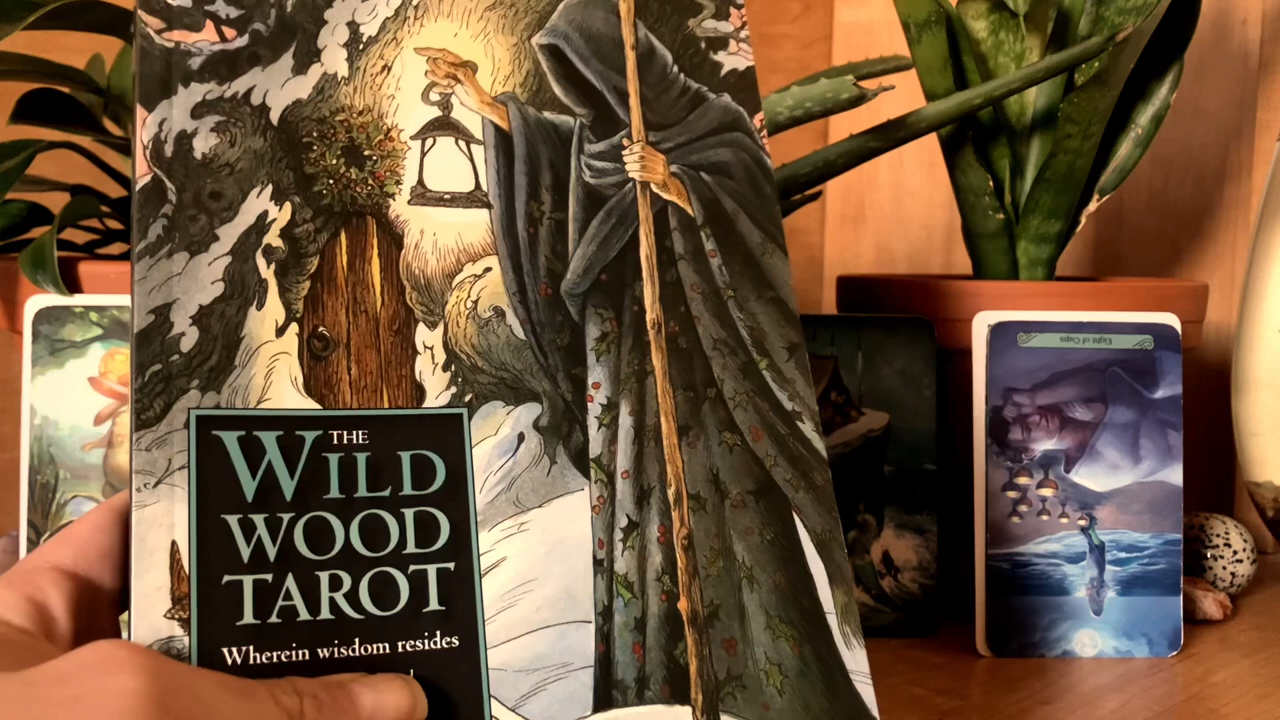 THE
WILD
WOOD
TAROT
Wherein wisdom resides
Eight of Cups